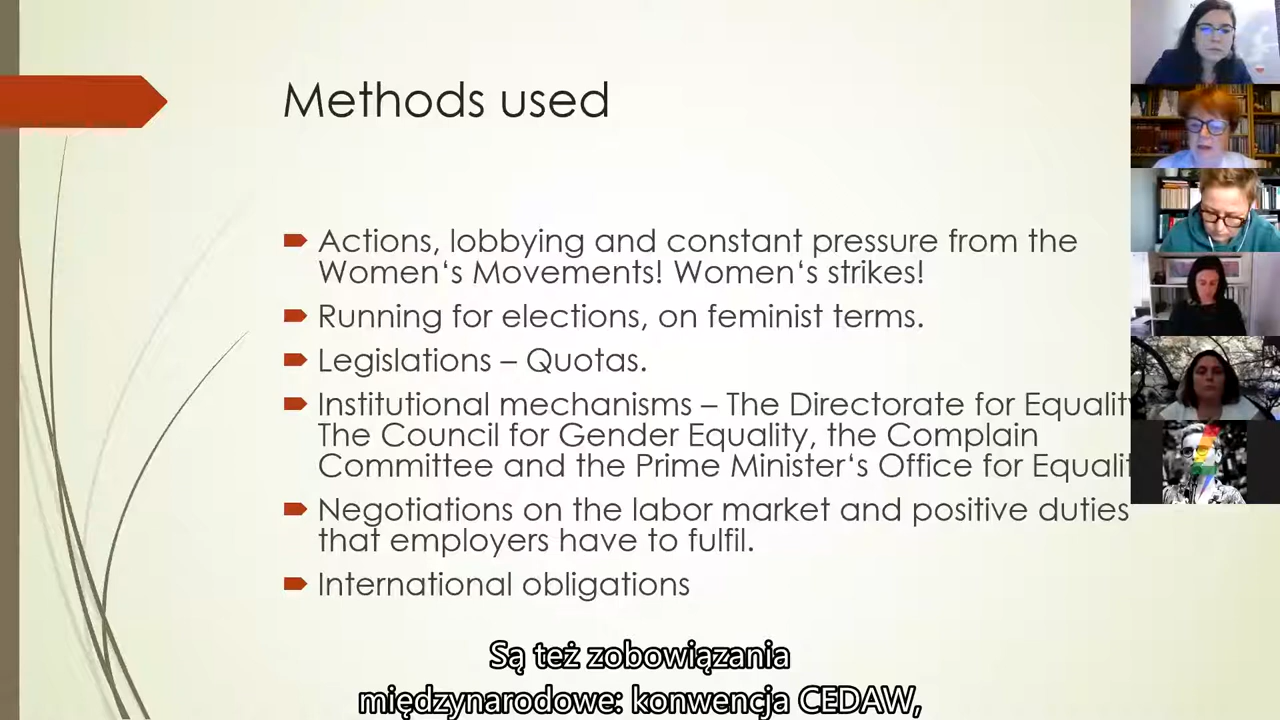 Methods used
Actions, lobbying and constant pressure from the
Women‘s Movements! Women‘s strikes!
Running for elections, on feminist terms.
Legislations – Quotas.
Institutional mechanisms – The Directorate for Equality
The Council for Gender Equality, the Complain
Committee and the Prime Minister‘s Office for Equalit
Negotiations on the labor market and positive duties
that employers have to fulfil.
International obligations
Są też zobowiązania
międzynarodowe: konwencja CEDAW,